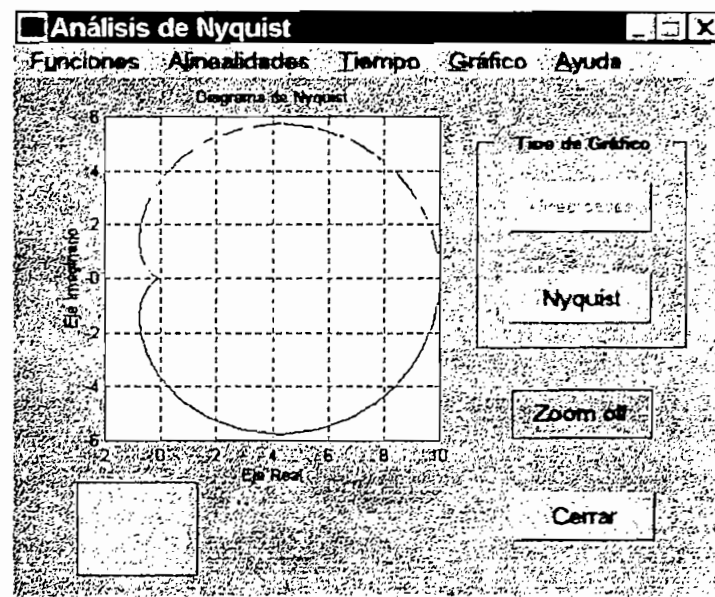 Análisis de Nyquist
Funciones Alinealidades Tiempo Gráfico Ayuda
Diagrama de Nyquist
Tipo de Gráfico
6
4
2
0
2
4
6
Eje Imaginario
-2 0 2 4 6 8 10
Eje Real
Nyquist
Zoom off
Cerrar